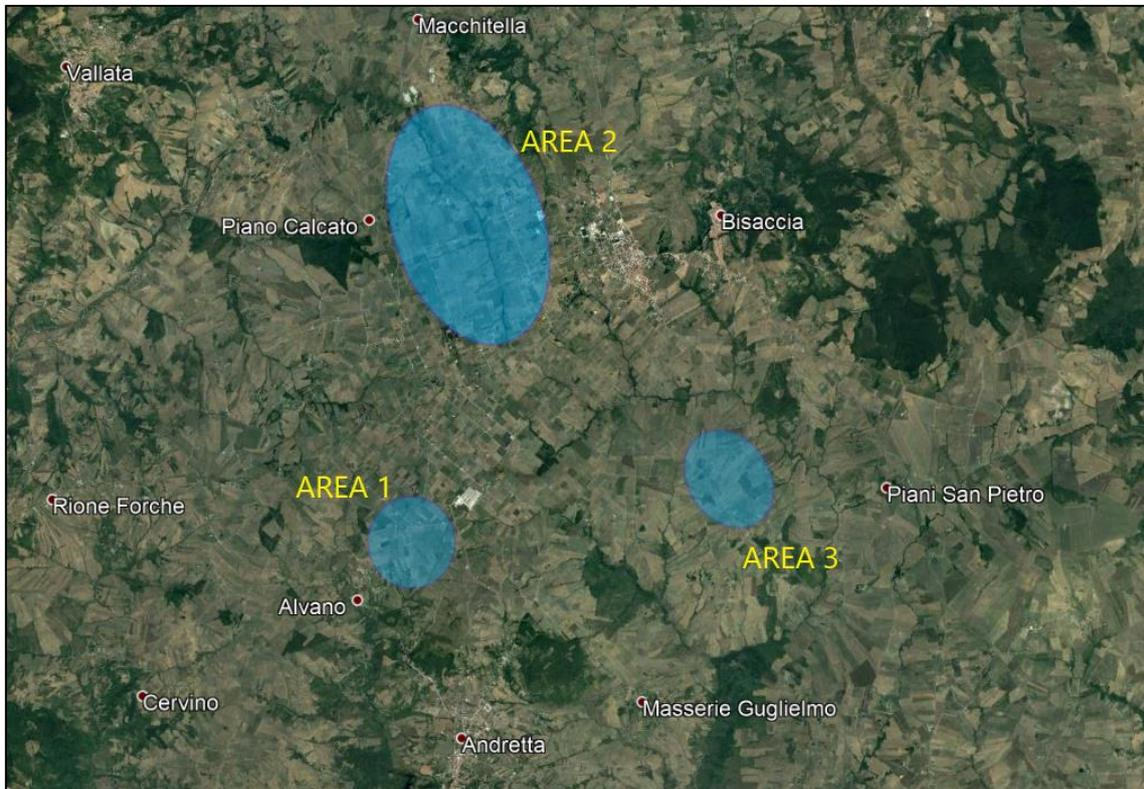 Macchitella
Vallata
AREA 2
Piano Calcato
Bisaccia
AREA 1
Rione Forche
Piani San Pietro
AREA 3
Alvano
Cervino
Masserie Guglielmo
Andretta